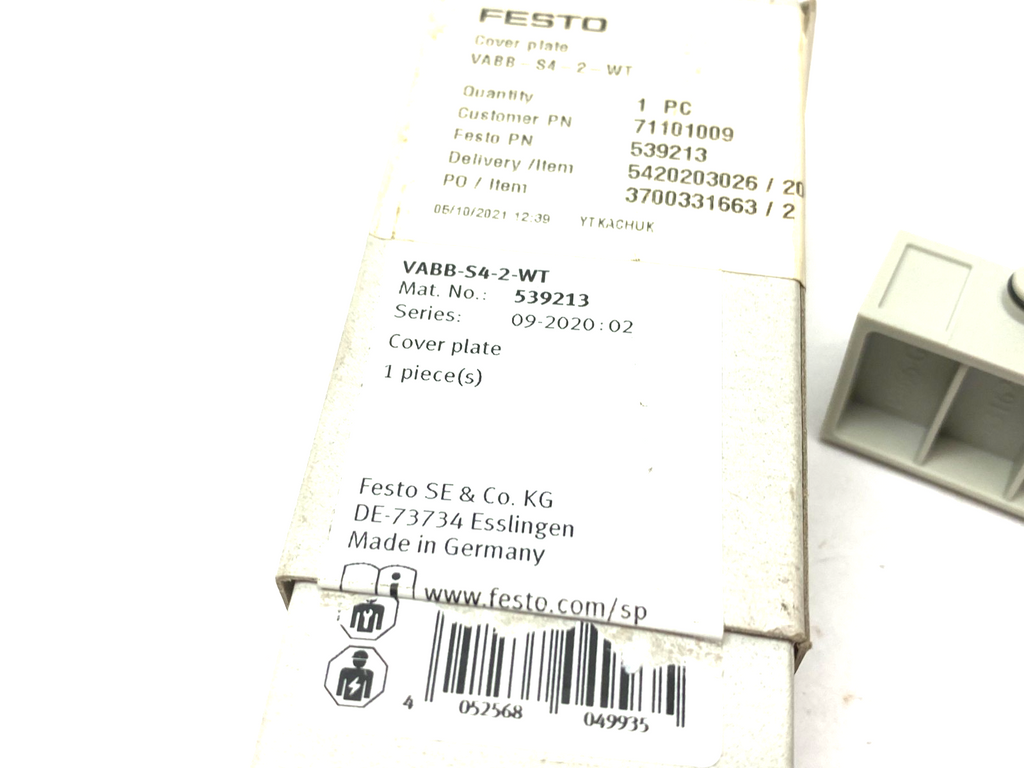 FESTO
Cover plate
VABB - S4 - 2 - WT
Quantity 1 PC
Customer PN 71101009
Festo PN 539213
Delivery /Item 5420203026 / 20
PO / Item 3700331663 / 2
05/10/2021 12:39 YTKACHUK
VABB-S4-2-WT
Mat. No.: 539213
Series: 09-2020:02
Cover plate
1 piece(s)
Festo SE & Co. KG
DE-73734 Esslingen
Made in Germany
www.festo.com/sp
4 052568 049935